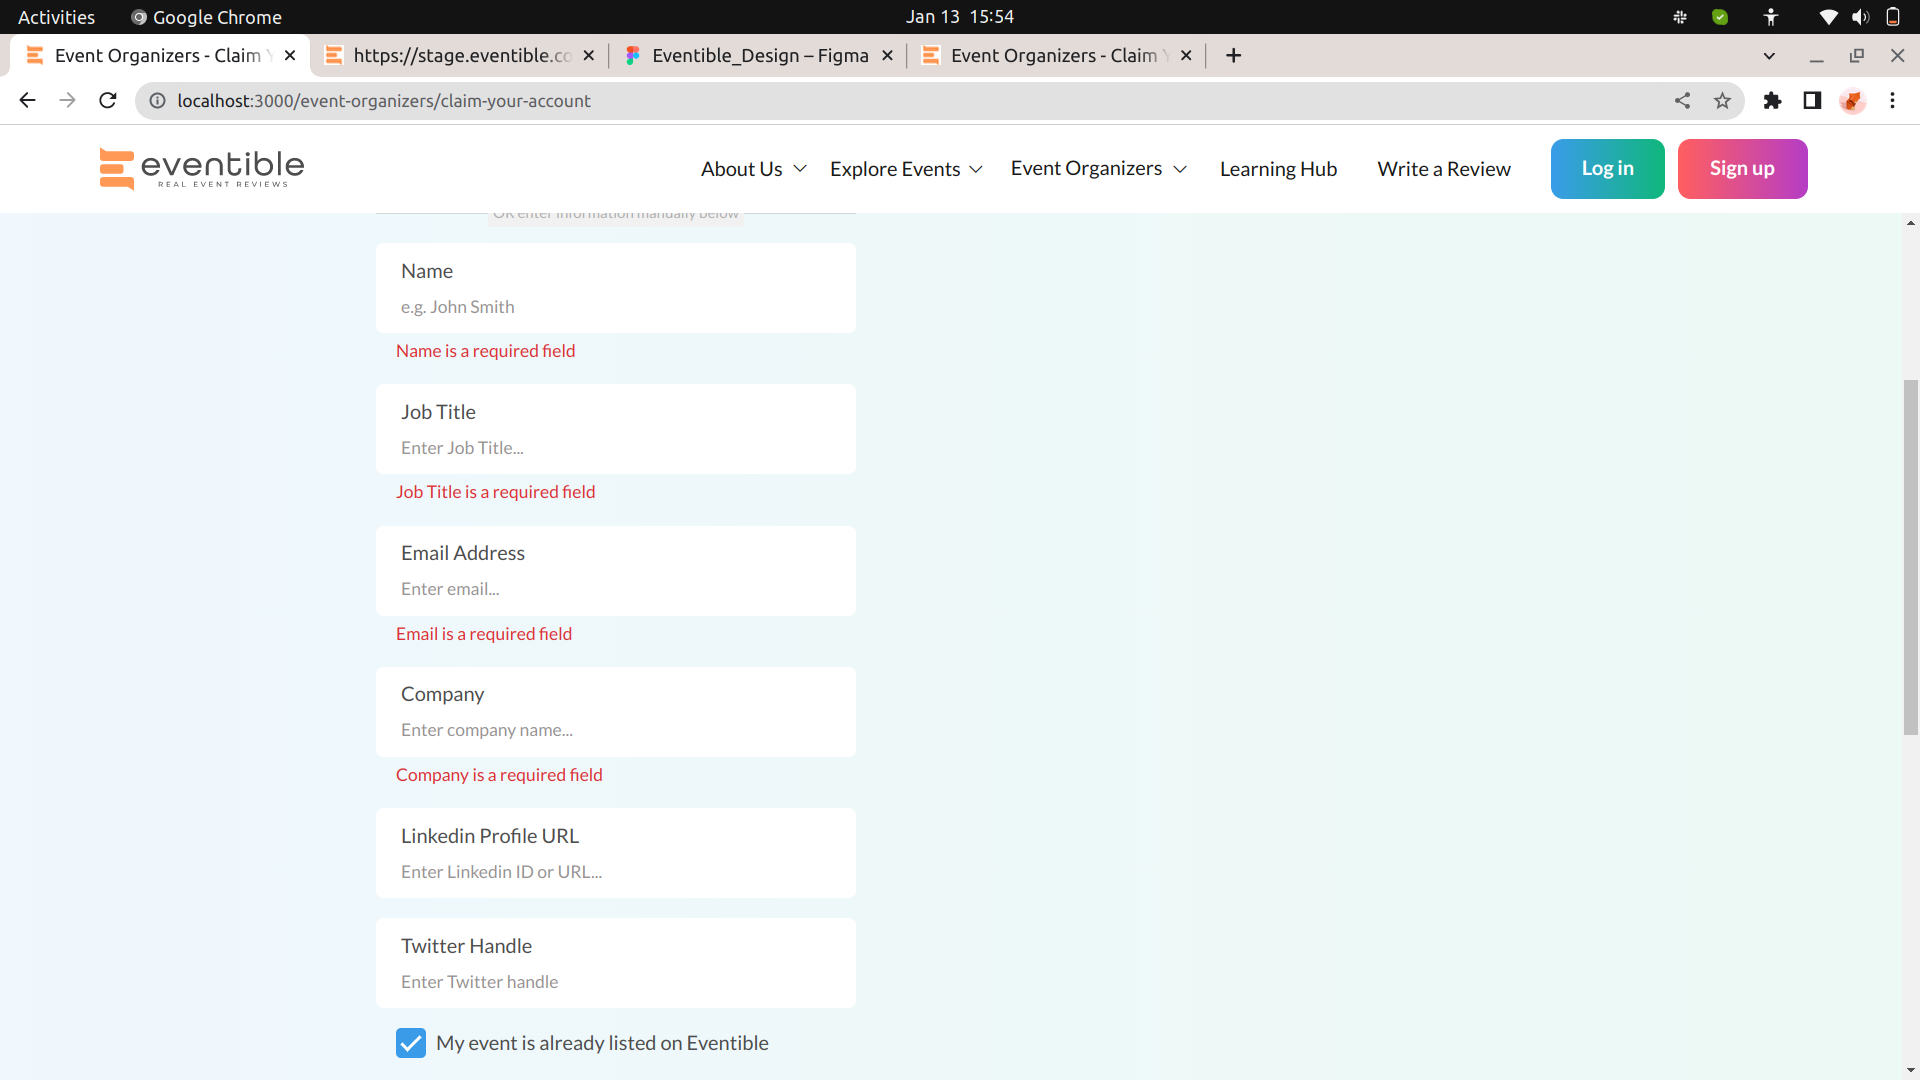 Activities Google Chrome Jan 13 15:54
Event Organizers - Claim Y https://stage.eventible.co Eventible_Design – Figma Event Organizers - Claim Y
localhost:3000/event-organizers/claim-your-account
eventible
REAL EVENT REVIEWS
About Us Explore Events Event Organizers Learning Hub Write a Review Log in Sign up
OR enter information manually below
Name
e.g. John Smith
Name is a required field
Job Title
Enter Job Title...
Job Title is a required field
Email Address
Enter email...
Email is a required field
Company
Enter company name...
Company is a required field
Linkedin Profile URL
Enter Linkedin ID or URL...
Twitter Handle
Enter Twitter handle
My event is already listed on Eventible